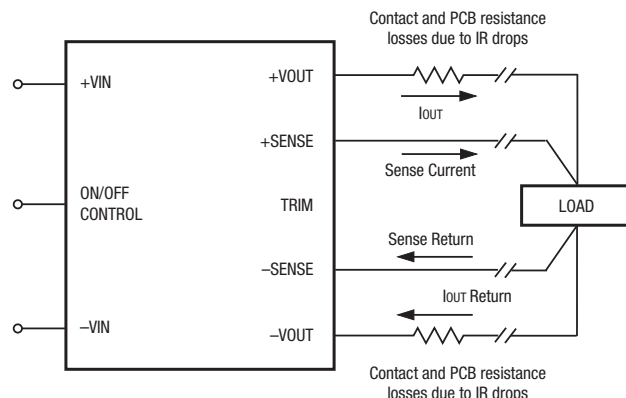 Contact and PCB resistance
losses due to IR drops
+VIN
+VOUT
IOUT
+SENSE
Sense Current
ON/OFF
CONTROL
TRIM
LOAD
Sense Return
−SENSE
IOUT Return
−VIN
−VOUT
Contact and PCB resistance
losses due to IR drops